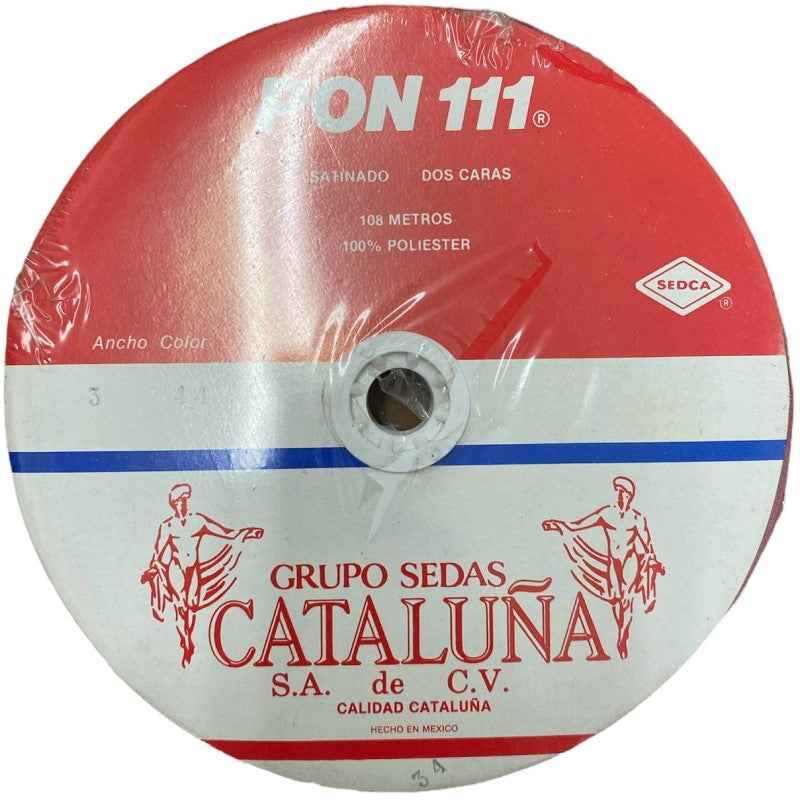 PON 111®
SATINADO DOS CARAS
108 METROS
100% POLIESTER
SEDCA ®
Ancho Color
3 44
GRUPO SEDAS
CATALUÑA
S.A. de C.V.
CALIDAD CATALUÑA
HECHO EN MEXICO
34